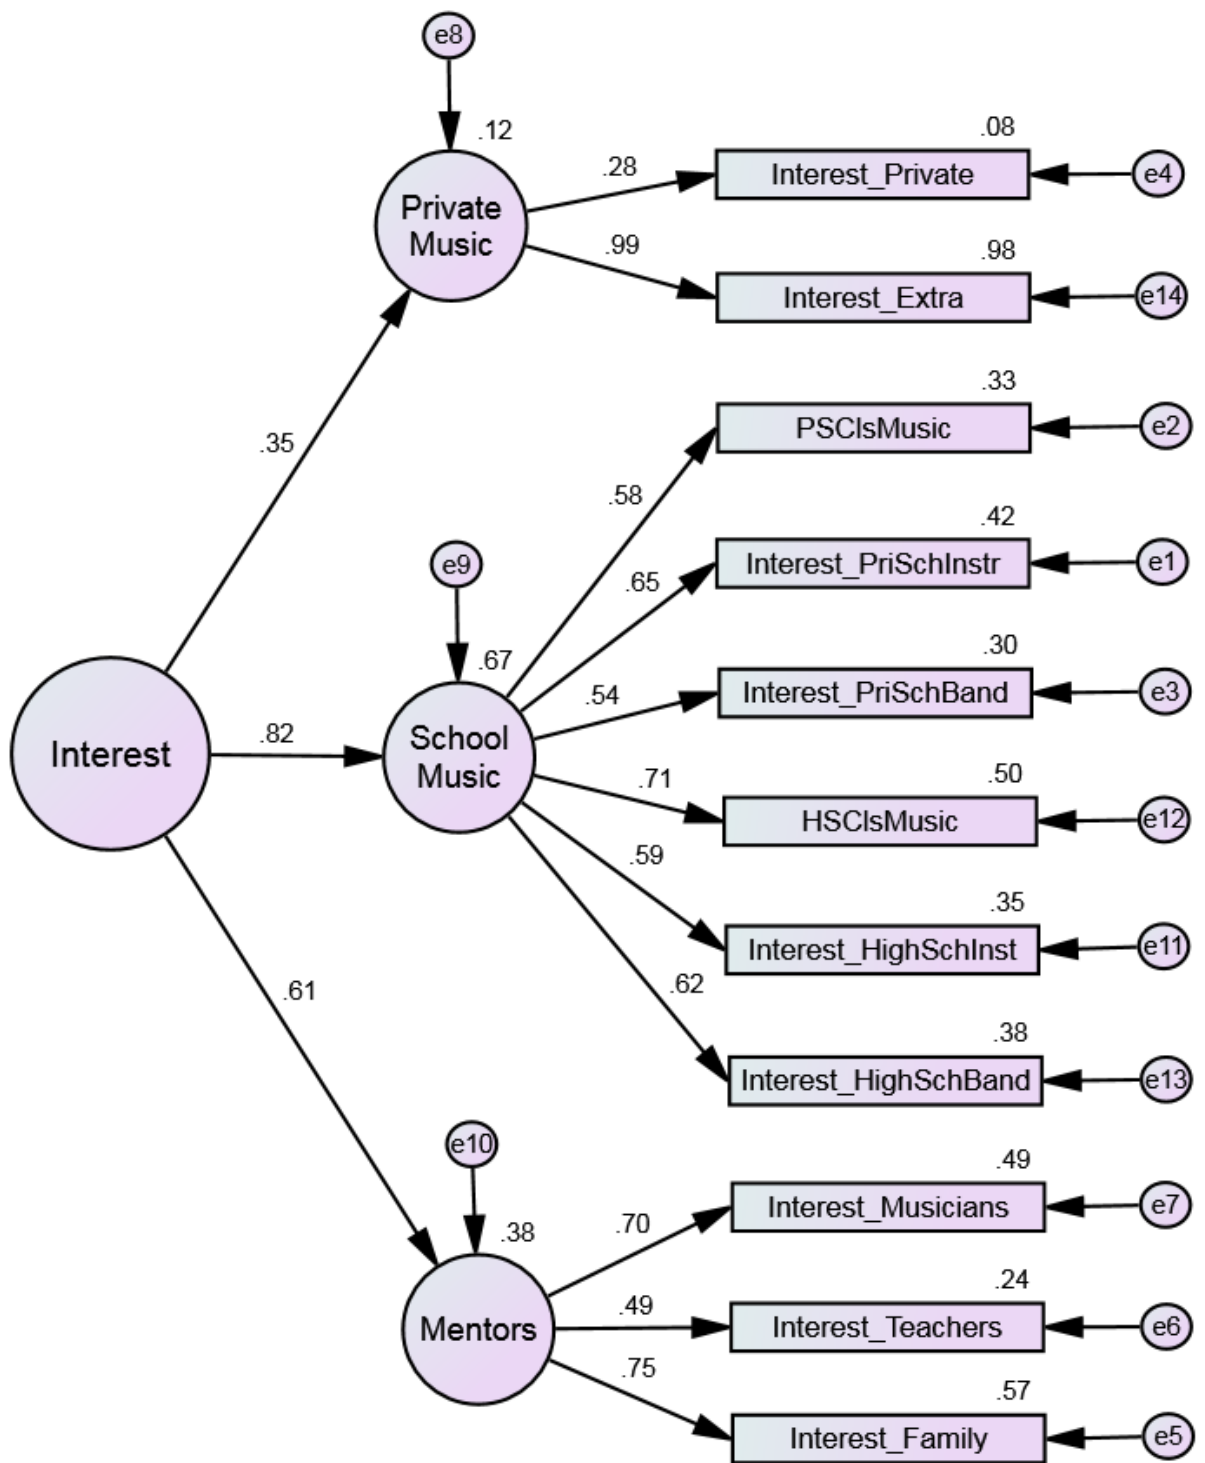 e8
.12
Private
Music
.28
.08
Interest_Private
e4
.99
.98
Interest_Extra
e14
.35
.33
PSClsMusic
e2
.58
.42
Interest_PriSchInstr
e1
.65
e9
.67
.30
Interest_PriSchBand
e3
.54
Interest
.82
School
Music
.71
.50
HSClsMusic
e12
.59
.35
Interest_HighSchInst
e11
.62
.38
Interest_HighSchBand
e13
.61
e10
.38
Mentors
.70
.49
Interest_Musicians
e7
.49
.24
Interest_Teachers
e6
.75
.57
Interest_Family
e5